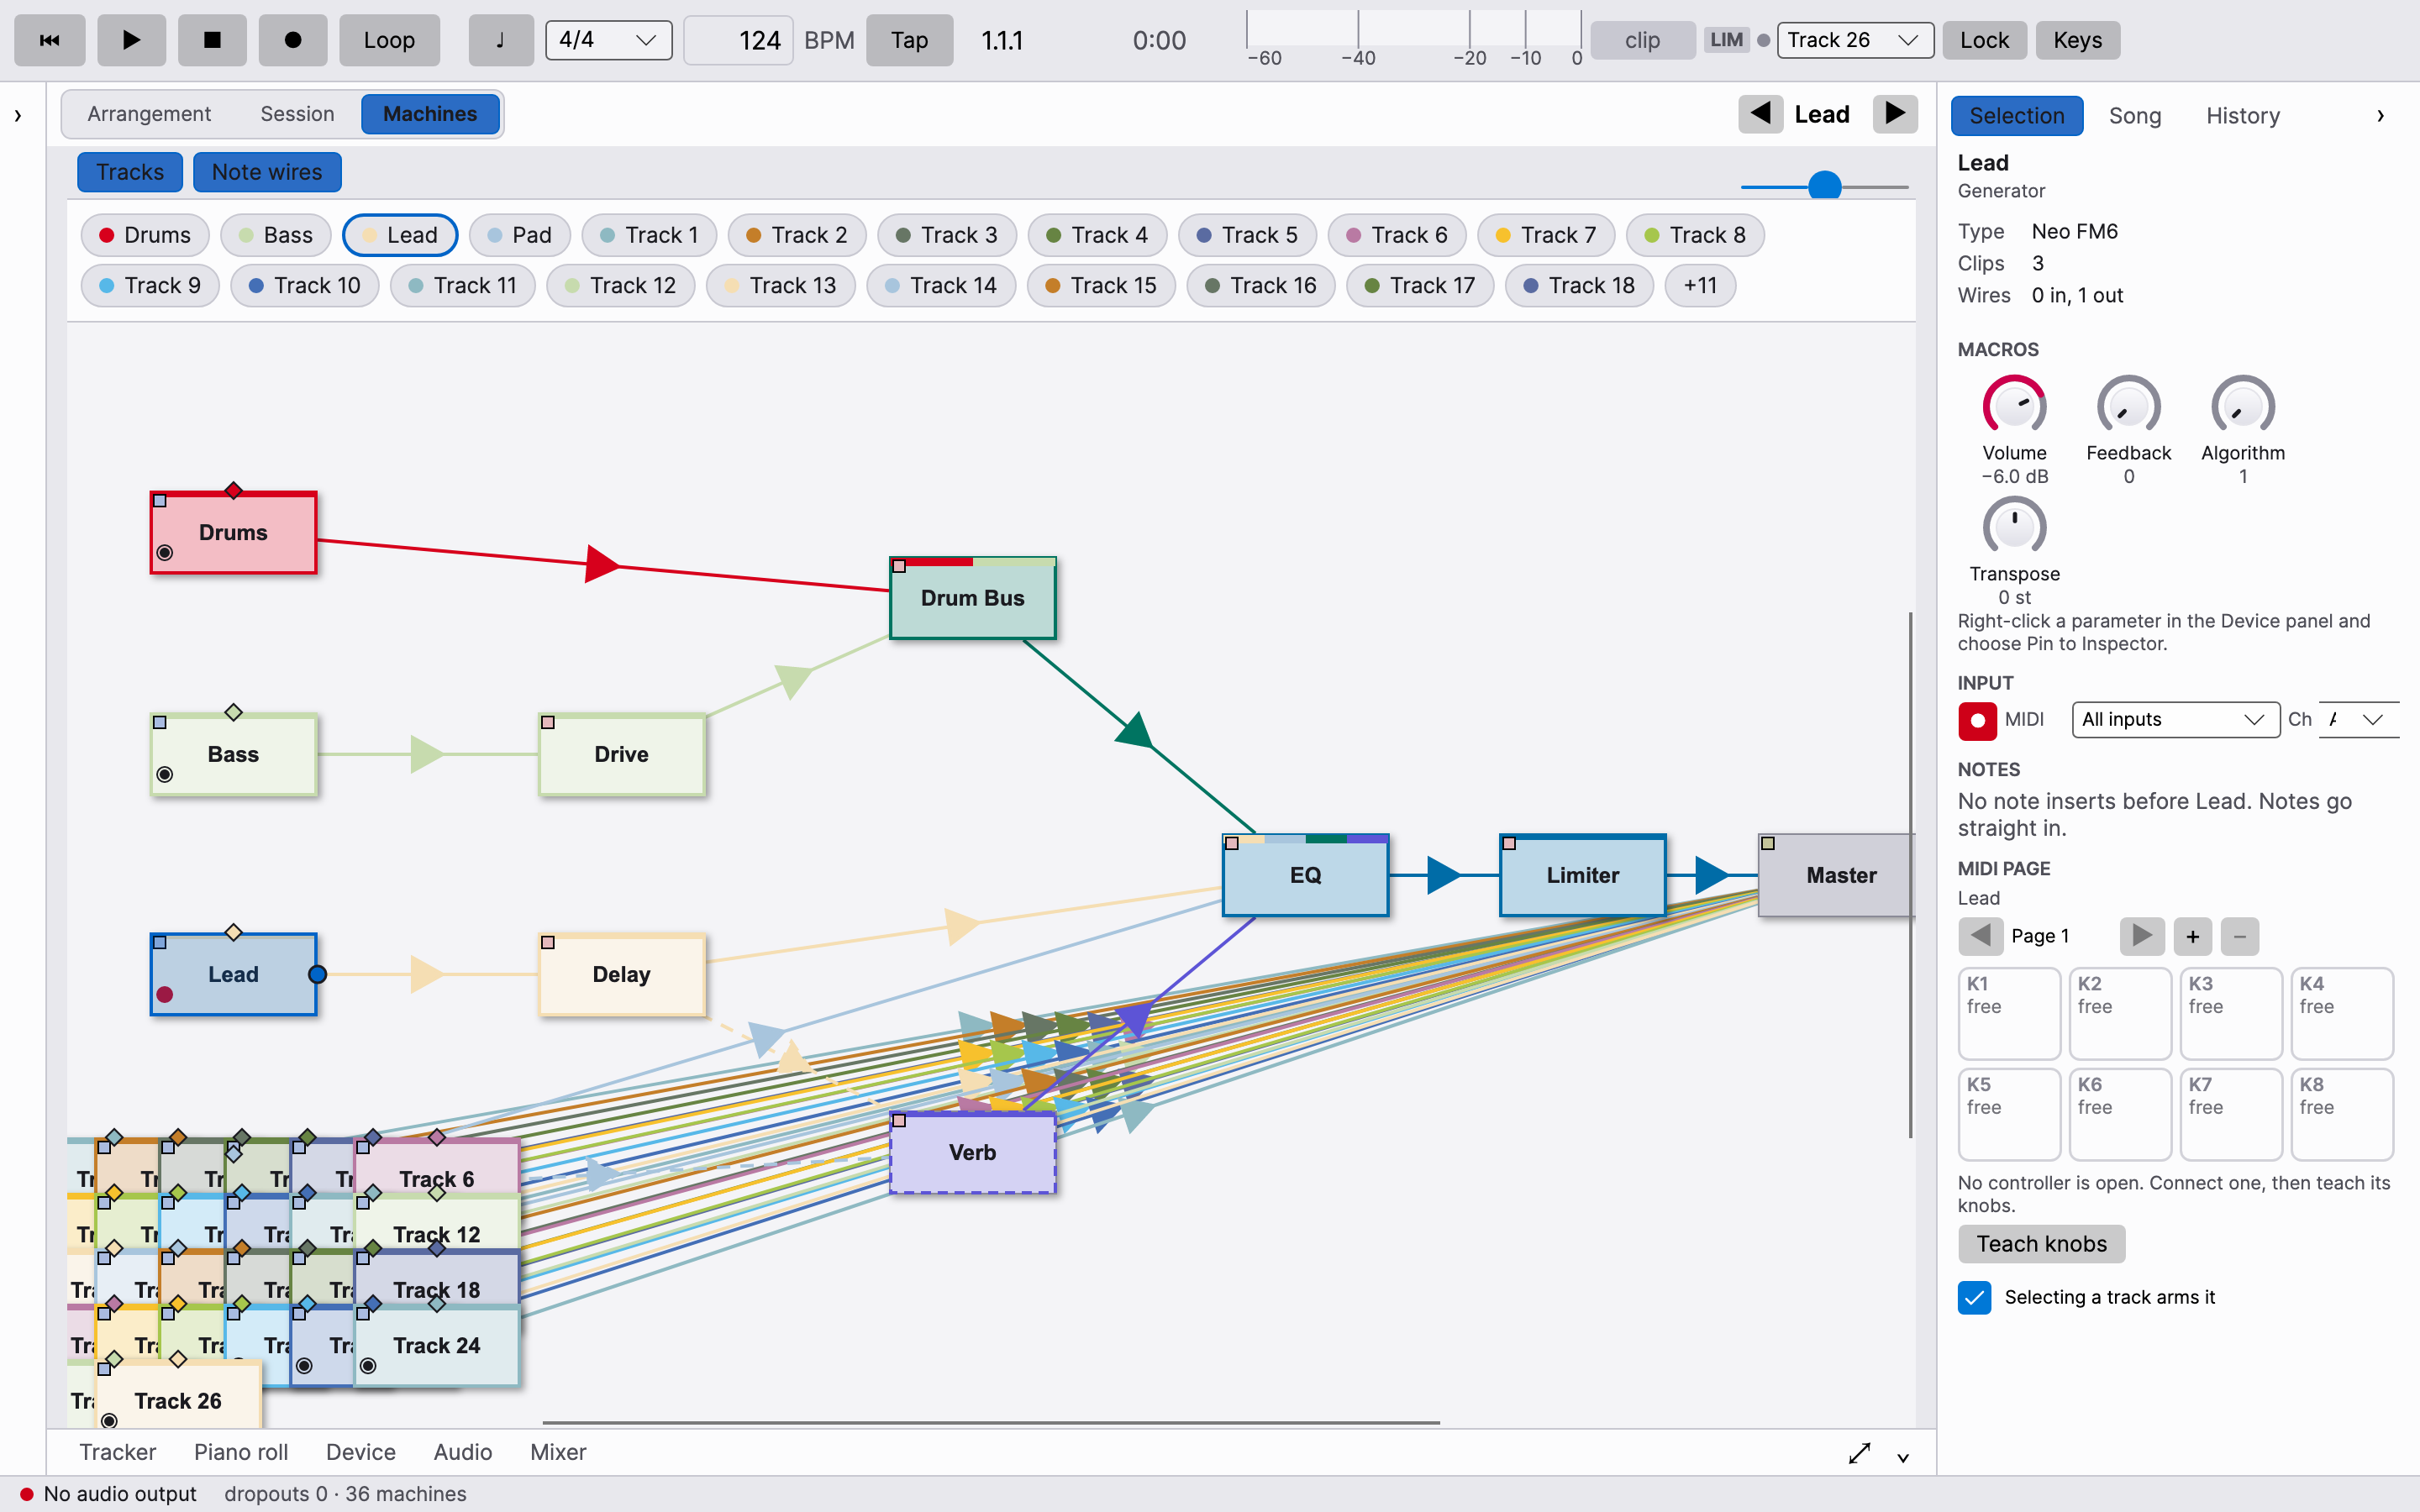 Loop 4/4 124 BPM Tap 1.1.1 0:00 −60 −40 −20 −10 0 clip LIM Track 26 Lock Keys
Arrangement Session Machines Lead
Tracks Note wires
Drums Bass Lead Pad Track 1 Track 2 Track 3 Track 4 Track 5 Track 6 Track 7 Track 8
Track 9 Track 10 Track 11 Track 12 Track 13 Track 14 Track 15 Track 16 Track 17 Track 18 +11
Drums
Drum Bus
Bass Drive
EQ Limiter Master
Lead Delay
Verb
Track 6
Track 12
Track 18
Track 24
Track 26
Selection Song History
Lead
Generator
Type Neo FM6
Clips 3
Wires 0 in, 1 out
MACROS
Volume Feedback Algorithm
−6.0 dB 0 1
Transpose
0 st
Right-click a parameter in the Device panel and
choose Pin to Inspector.
INPUT
MIDI All inputs Ch
NOTES
No note inserts before Lead. Notes go
straight in.
MIDI PAGE
Lead
Page 1 + −
K1 K2 K3 K4
free free free free
K5 K6 K7 K8
free free free free
No controller is open. Connect one, then teach its
knobs.
Teach knobs
Selecting a track arms it
Tracker Piano roll Device Audio Mixer
No audio output dropouts 0 · 36 machines